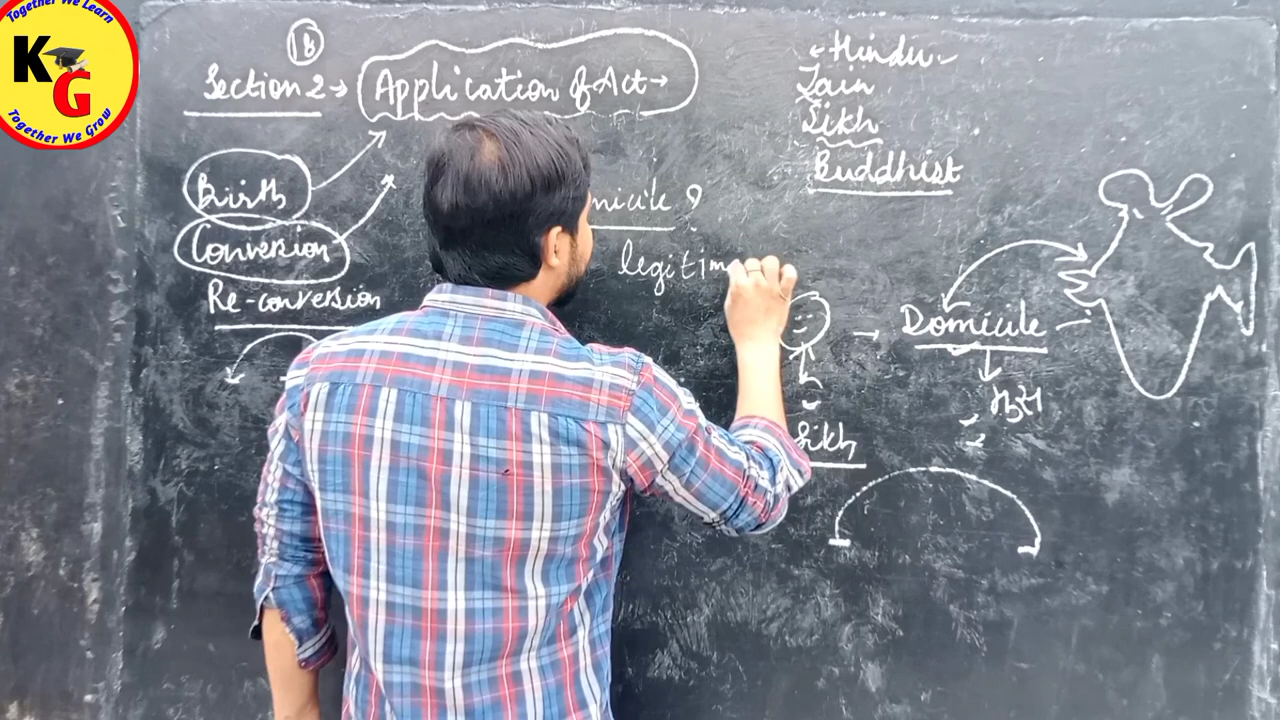 Together We Learn
KG
Together We Grow
18
Section 2 → Application of Act →
Hindu
Jain
Sikh
Buddhist
Birth
Conversion
Re-conversion
micile ?
legitim
→ Domicile
Sikh